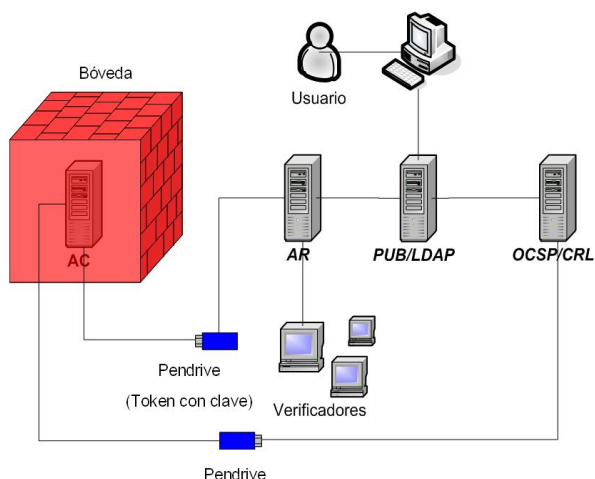 Bóveda
Usuario
AC
AR
PUB/LDAP
OCSP/CRL
Pendrive
(Token con clave)
Verificadores
Pendrive